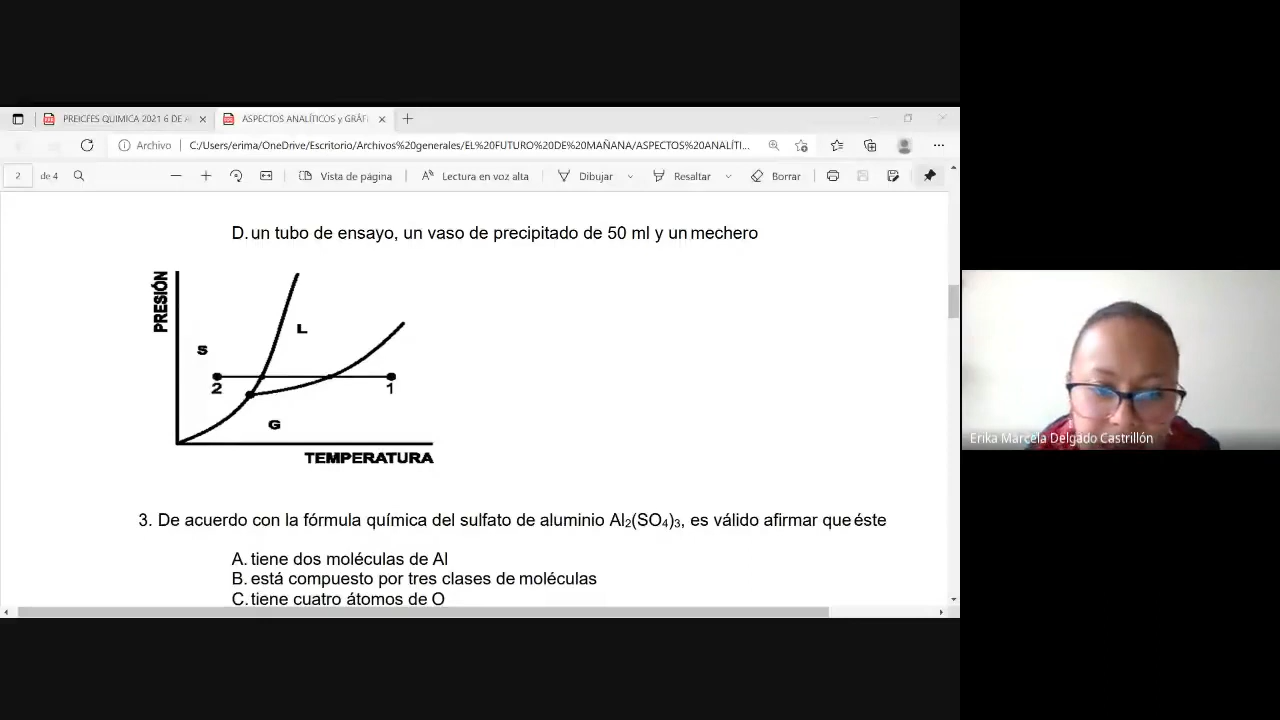 PREICFES QUIMICA 2021 6 DE A
ASPECTOS ANALÍTICOS y GRÁFI
Archivo
C:/Users/erima/OneDrive/Escritorio/Archivos%20generales/EL%20FUTURO%20DE%20MAÑANA/ASPECTOS%20ANALÍTI...
2
de 4
Vista de página
Lectura en voz alta
Dibujar
Resaltar
Borrar
D. un tubo de ensayo, un vaso de precipitado de 50 ml y un mechero
PRESIÓN
L
S
2
1
G
TEMPERATURA
3. De acuerdo con la fórmula química del sulfato de aluminio Al₂(SO₄)₃, es válido afirmar que éste
A. tiene dos moléculas de Al
B. está compuesto por tres clases de moléculas
C. tiene cuatro átomos de O
Erika Marcela Delgado Castrillón